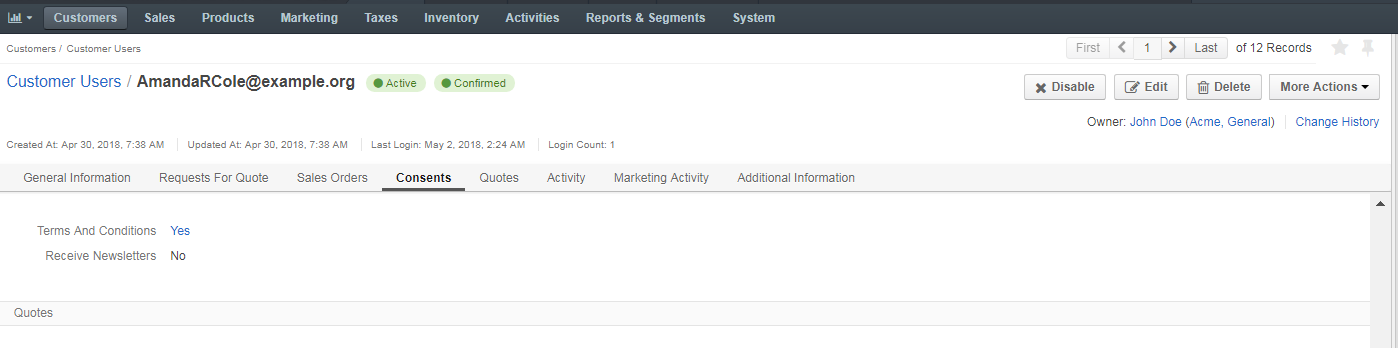 Customers Sales Products Marketing Taxes Inventory Activities Reports & Segments System
Customers / Customer Users
First 1 Last of 12 Records
Customer Users / AmandaRCole@example.org Active Confirmed
Disable Edit Delete More Actions
Owner: John Doe (Acme, General) Change History
Created At: Apr 30, 2018, 7:38 AM Updated At: Apr 30, 2018, 7:38 AM Last Login: May 2, 2018, 2:24 AM Login Count: 1
General Information Requests For Quote Sales Orders Consents Quotes Activity Marketing Activity Additional Information
Terms And Conditions Yes
Receive Newsletters No
Quotes